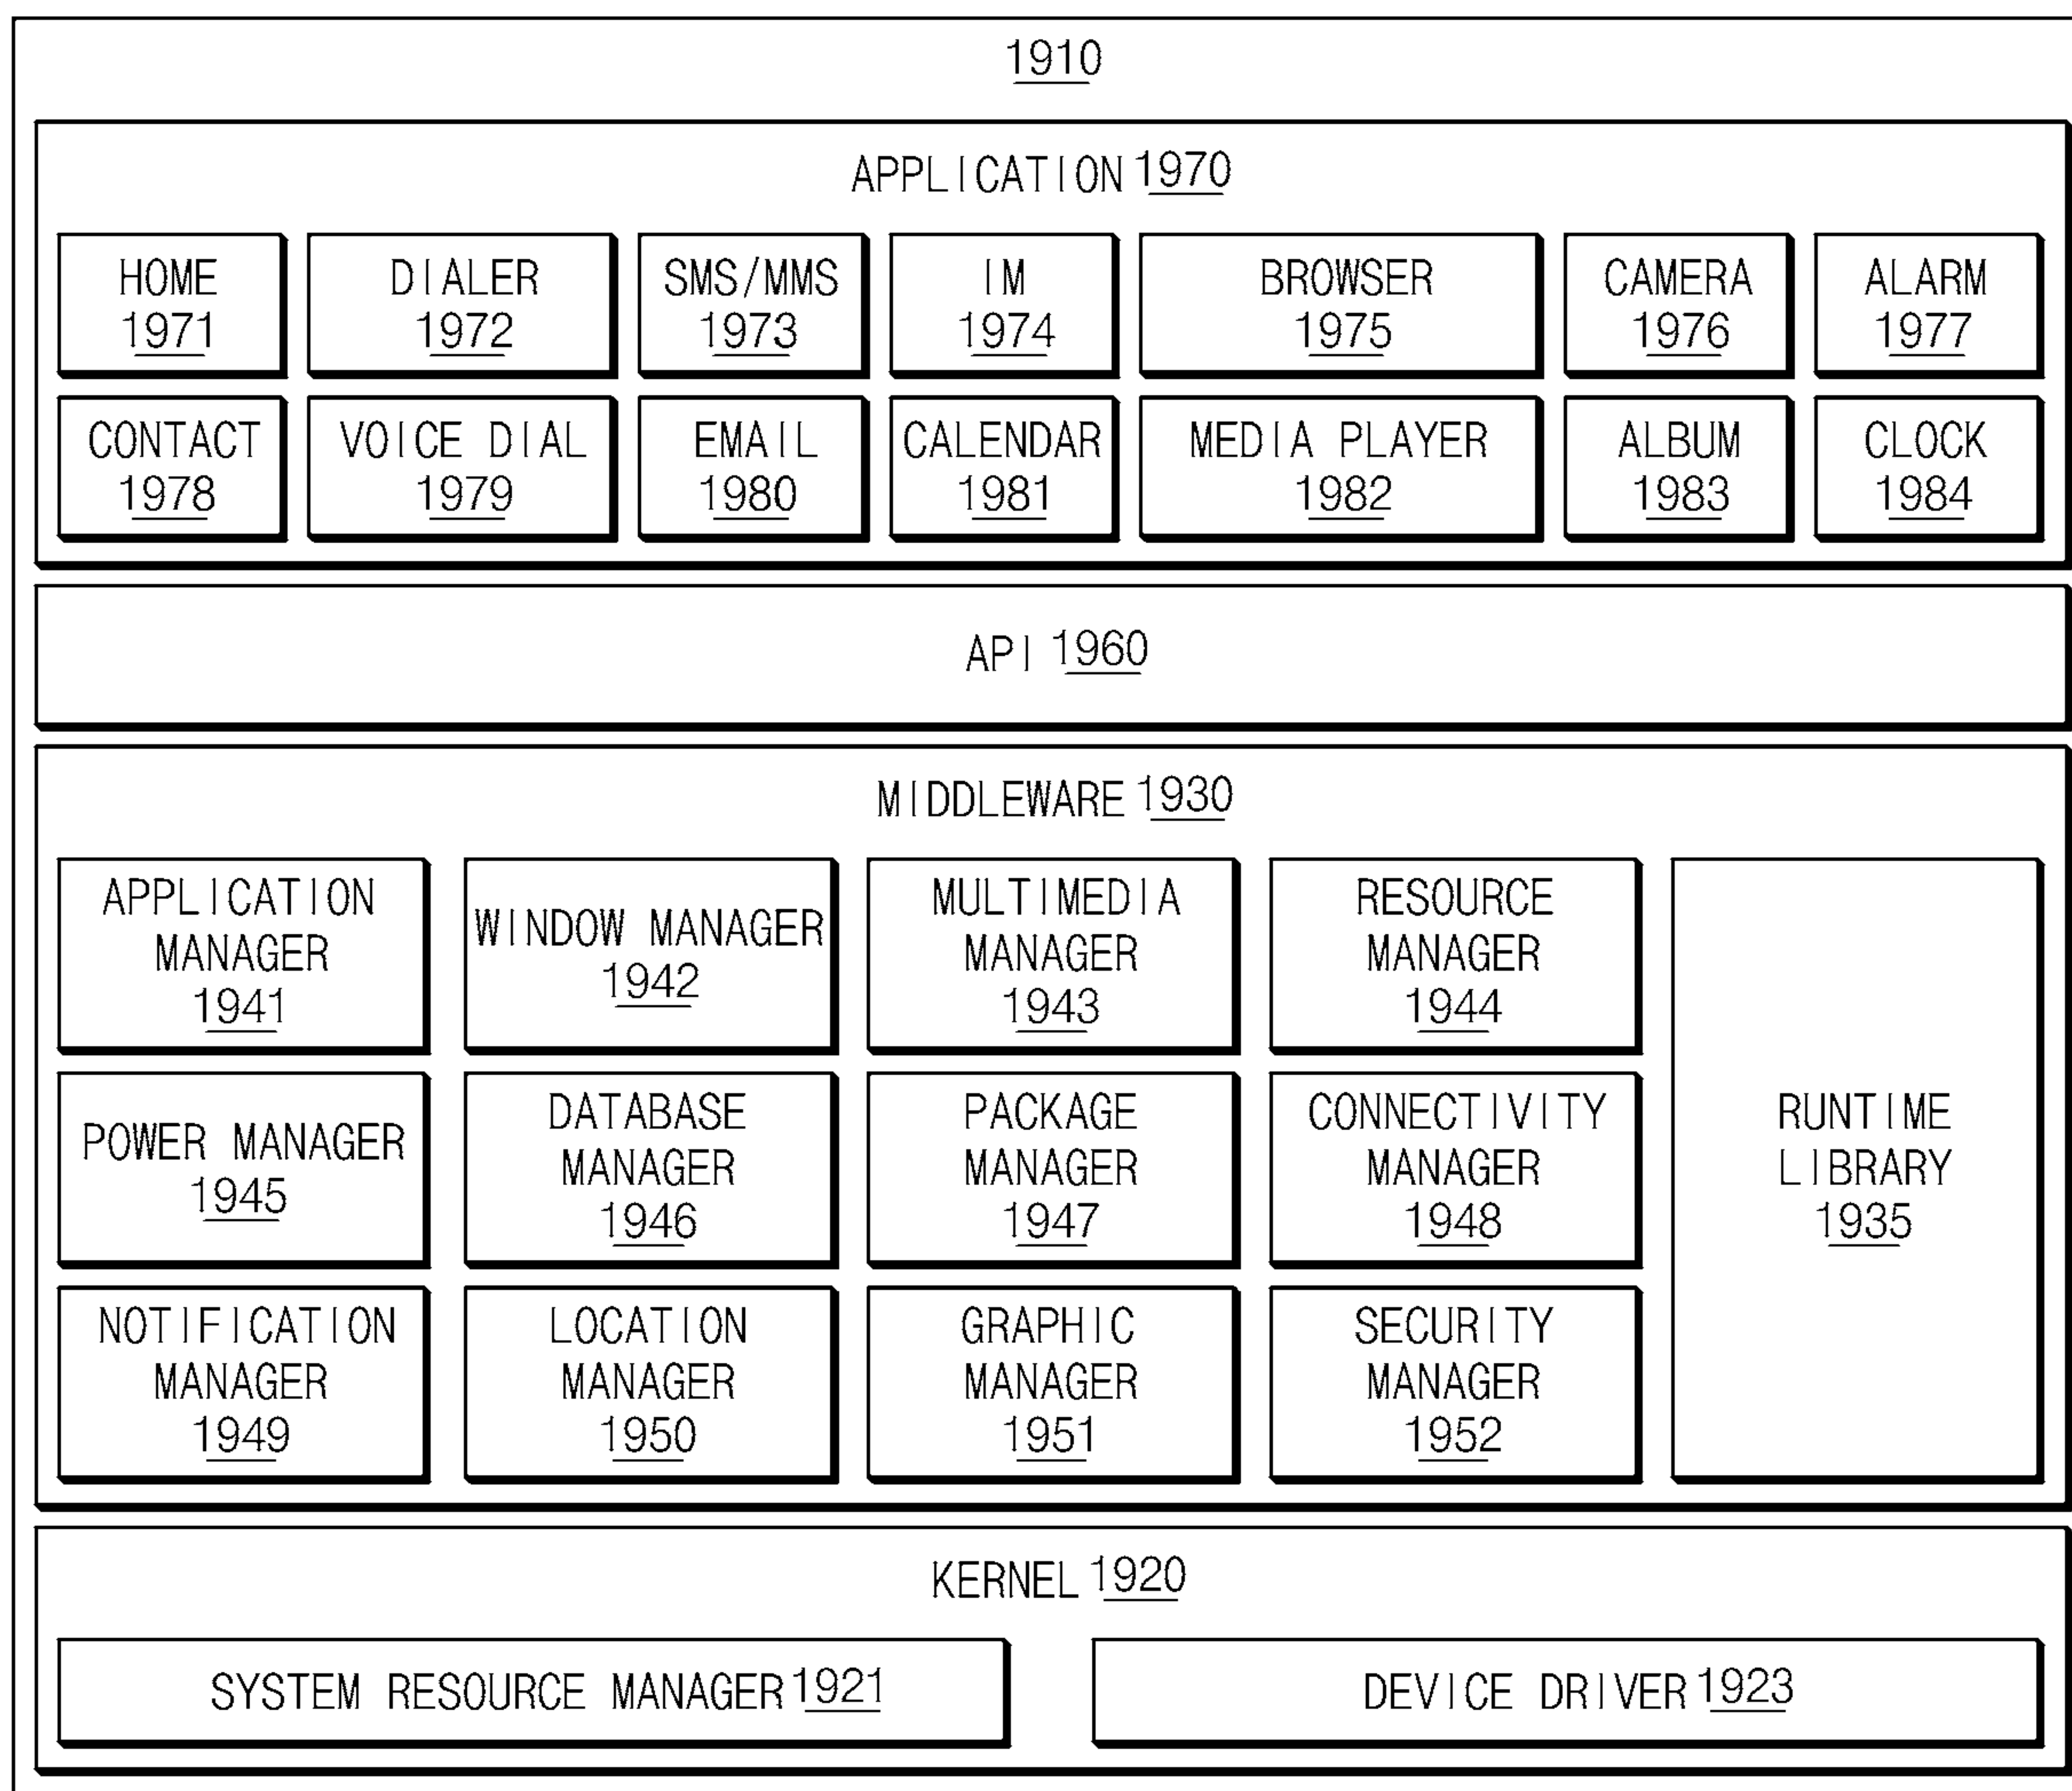 1910
APPLICATION 1970
HOME
1971
DIALER
1972
SMS/MMS
1973
IM
1974
BROWSER
1975
CAMERA
1976
ALARM
1977
CONTACT
1978
VOICE DIAL
1979
EMAIL
1980
CALENDAR
1981
MEDIA PLAYER
1982
ALBUM
1983
CLOCK
1984
API 1960
MIDDLEWARE 1930
APPLICATION
MANAGER
1941
WINDOW MANAGER
1942
MULTIMEDIA
MANAGER
1943
RESOURCE
MANAGER
1944
POWER MANAGER
1945
DATABASE
MANAGER
1946
PACKAGE
MANAGER
1947
CONNECTIVITY
MANAGER
1948
RUNTIME
LIBRARY
1935
NOTIFICATION
MANAGER
1949
LOCATION
MANAGER
1950
GRAPHIC
MANAGER
1951
SECURITY
MANAGER
1952
KERNEL 1920
SYSTEM RESOURCE MANAGER 1921
DEVICE DRIVER 1923